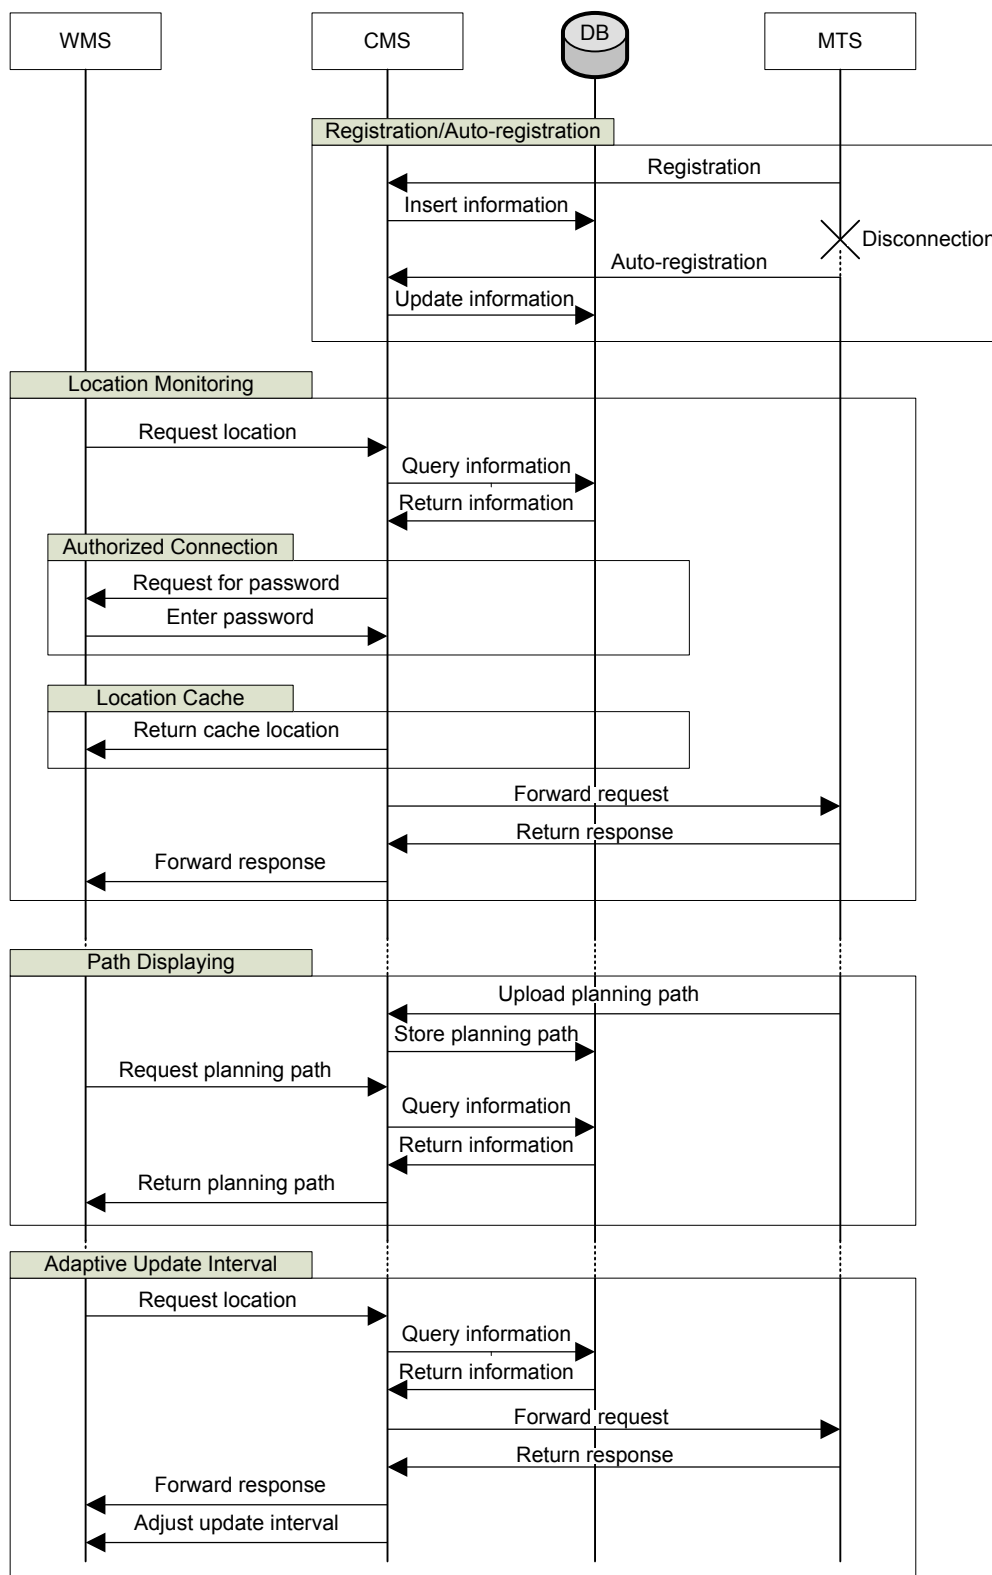 WMS
CMS
DB
MTS
Registration/Auto-registration
Registration
Insert information
Disconnection
Auto-registration
Update information
Location Monitoring
Request location
Query information
Return information
Authorized Connection
Request for password
Enter password
Location Cache
Return cache location
Forward request
Return response
Forward response
Path Displaying
Upload planning path
Store planning path
Request planning path
Query information
Return information
Return planning path
Adaptive Update Interval
Request location
Query information
Return information
Forward request
Return response
Forward response
Adjust update interval